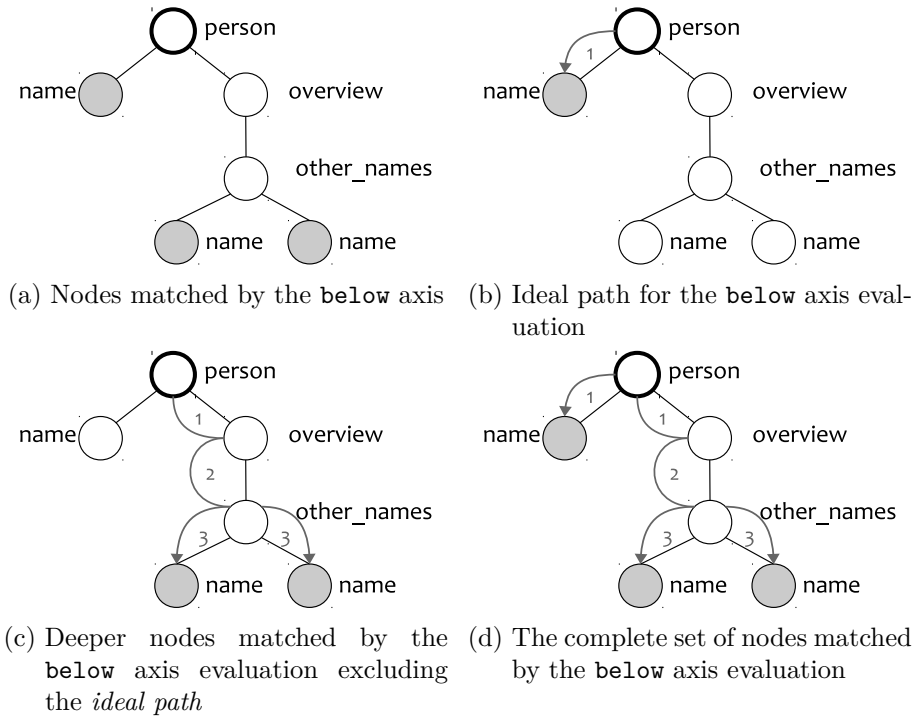 person
name
overview
other_names
name
name
(a) Nodes matched by the below axis
person
1
name
overview
other_names
name
name
(b) Ideal path for the below axis eval-
uation
person
1
name
overview
2
other_names
3
3
name
name
(c) Deeper nodes matched by the
below axis evaluation excluding
the ideal path
person
1
1
name
overview
2
other_names
3
3
name
name
(d) The complete set of nodes matched
by the below axis evaluation